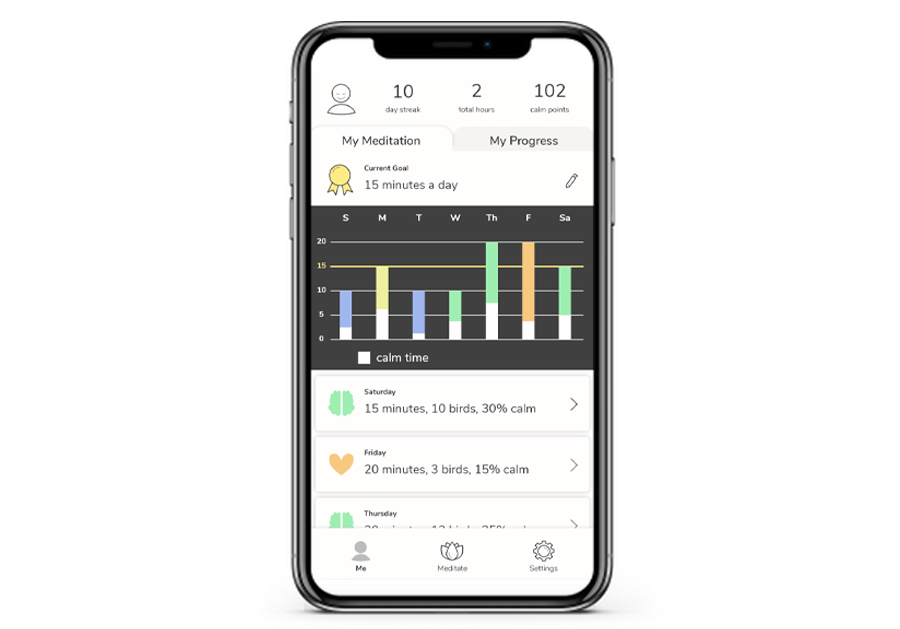 10 2 102
day streak total hours calm points
My Meditation My Progress
Current Goal
15 minutes a day
S M T W Th F Sa
20
15
10
5
0
calm time
Saturday
15 minutes, 10 birds, 30% calm
Friday
20 minutes, 3 birds, 15% calm
Thursday
Me Meditate Settings